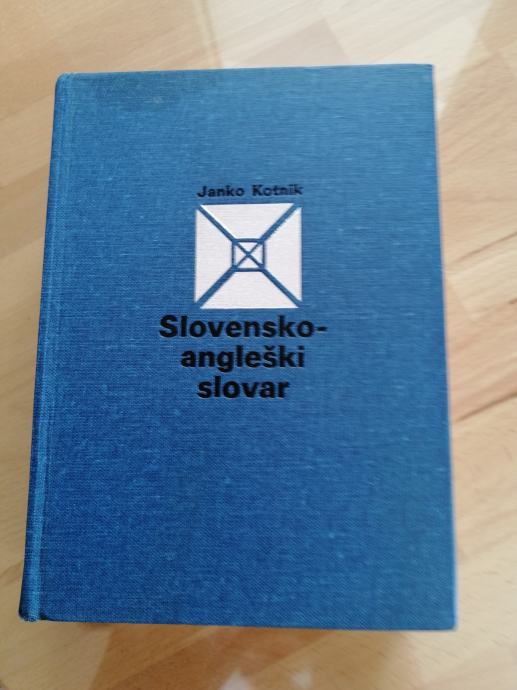 Janko Kotnik
Slovensko-
angleški
slovar